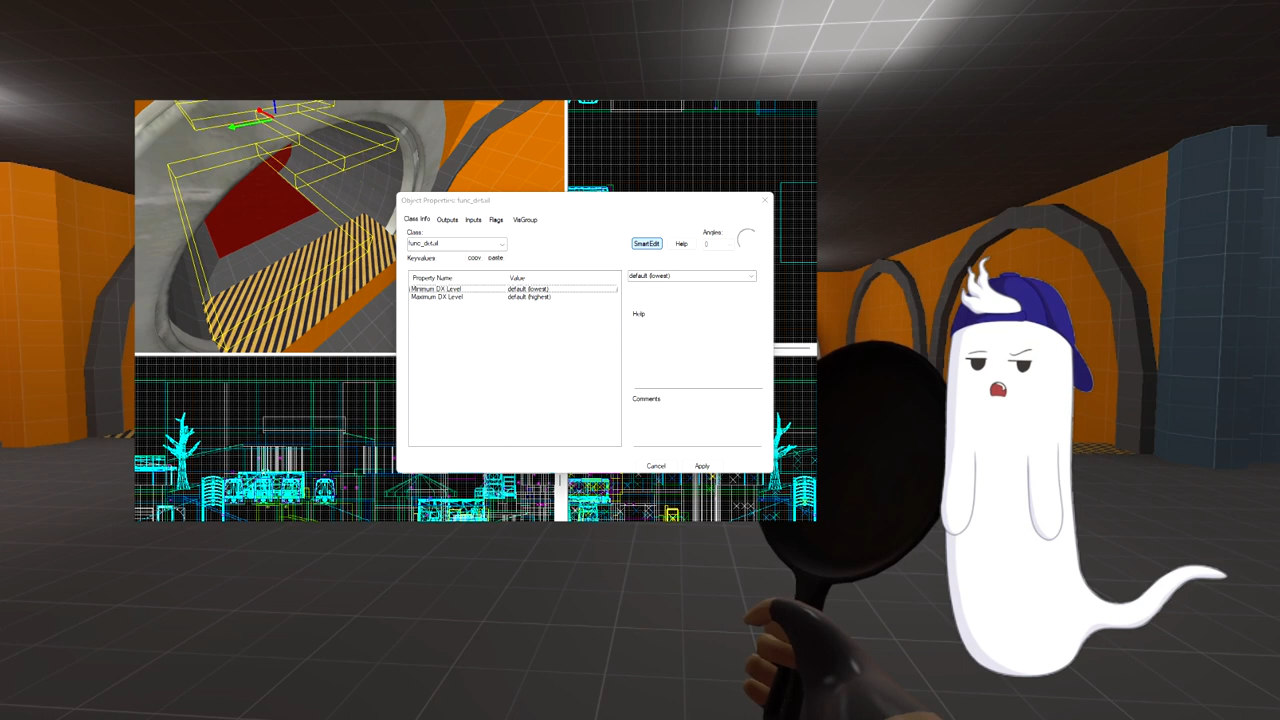 Object Properties: func_detail
Class Info Outputs Inputs Flags VisGroup
Class: Angles:
func_detail SmartEdit Help 0
Keyvalues copy paste
Property Name Value default (lowest)
Minimum DX Level default (lowest)
Maximum DX Level default (highest)
Help
Comments
Cancel Apply